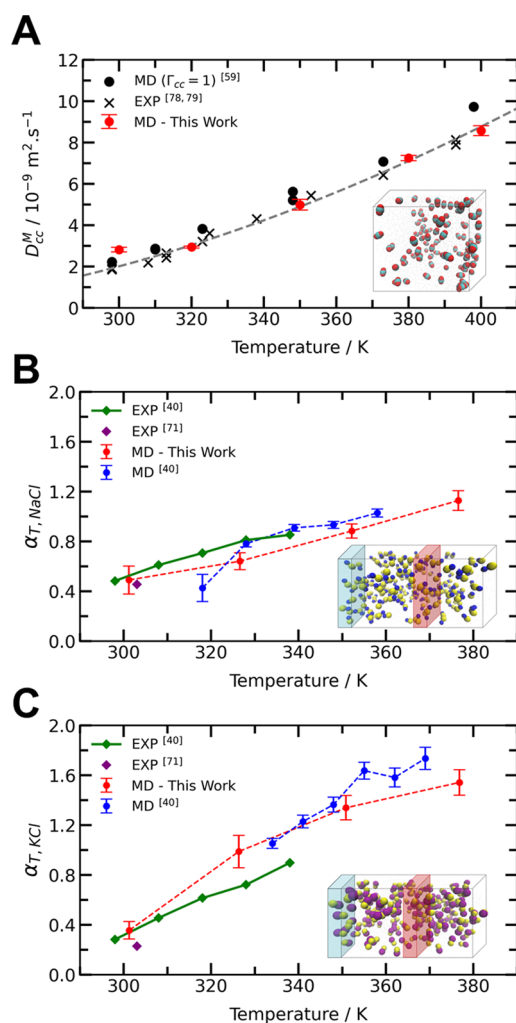 A
12
10
8
6
4
2
0
D_cc^M / 10⁻⁹ m².s⁻¹
MD (Γcc = 1) [59]
EXP [78, 79]
MD - This Work
300 320 340 360 380 400
Temperature / K
B
2.0
1.6
1.2
0.8
0.4
0.0
α_T, NaCl
EXP [40]
EXP [71]
MD - This Work
MD [40]
300 320 340 360 380
Temperature / K
C
2.0
1.6
1.2
0.8
0.4
0.0
α_T, KCl
EXP [40]
EXP [71]
MD - This Work
MD [40]
300 320 340 360 380
Temperature / K